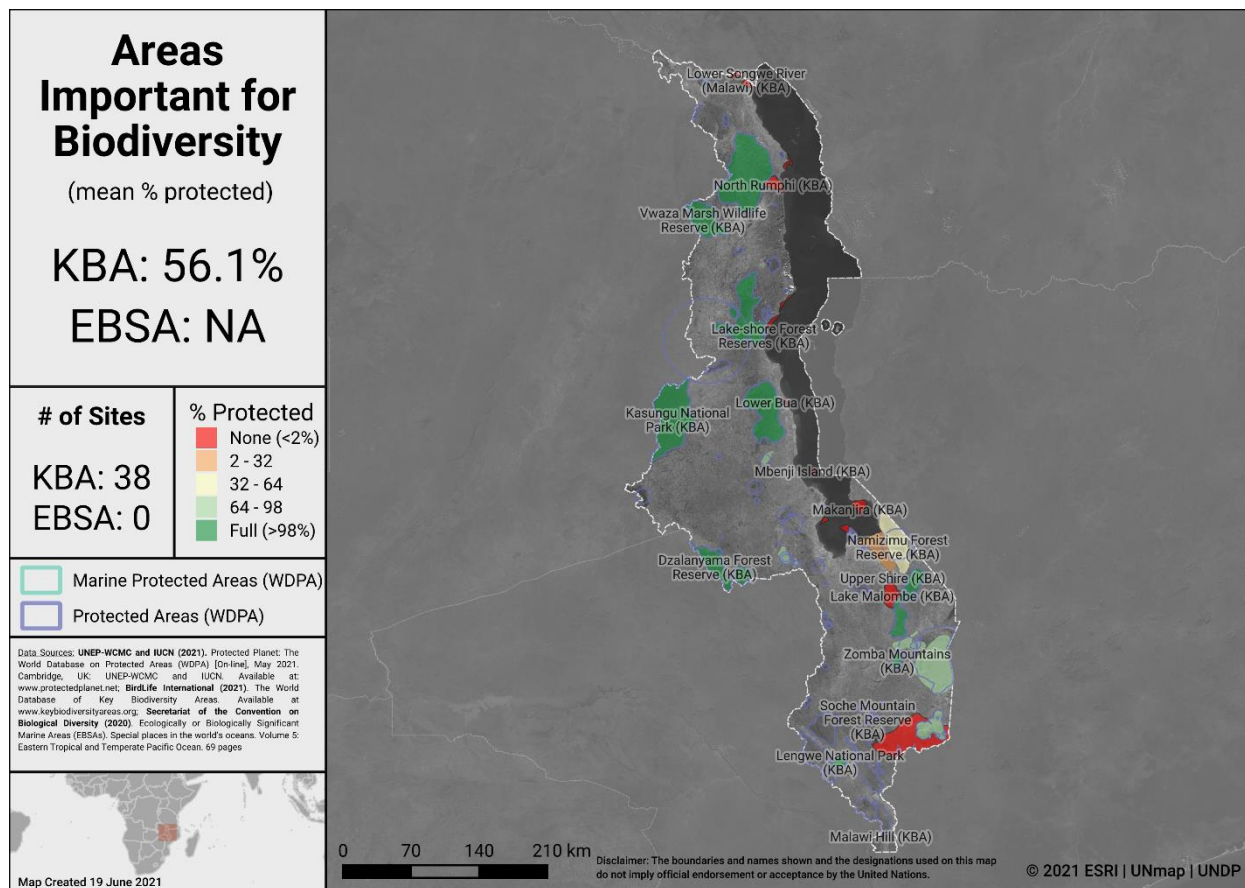 Areas
Important for
Biodiversity
(mean % protected)
KBA: 56.1%
EBSA: NA
# of Sites
KBA: 38
EBSA: 0
% Protected
None (<2%)
2 - 32
32 - 64
64 - 98
Full (>98%)
Marine Protected Areas (WDPA)
Protected Areas (WDPA)
Data Sources: UNEP-WCMC and IUCN (2021). Protected Planet: The
World Database on Protected Areas (WDPA) [On-line], May 2021.
Cambridge, UK: UNEP-WCMC and IUCN. Available at:
www.protectedplanet.net; BirdLife International (2021). The World
Database of Key Biodiversity Areas. Available at
www.keybiodiversityareas.org; Secretariat of the Convention on
Biological Diversity (2020). Ecologically or Biologically Significant
Marine Areas (EBSAs). Special places in the world's oceans. Volume 5:
Eastern Tropical and Temperate Pacific Ocean. 69 pages
Map Created 19 June 2021
Lower Songwe River
(Malawi) (KBA)
North Rumphi (KBA)
Vwaza Marsh Wildlife
Reserve (KBA)
Lake-shore Forest
Reserves (KBA)
Kasungu National
Park (KBA)
Lower Bua (KBA)
Mbenji Island (KBA)
Makanjira (KBA)
Namizimu Forest
Reserve (KBA)
Dzalanyama Forest
Reserve (KBA)
Upper Shire (KBA)
Lake Malombe (KBA)
Zomba Mountains
(KBA)
Soche Mountain
Forest Reserve
(KBA)
Lengwe National Park
(KBA)
Malawi Hill (KBA)
0 70 140 210 km
Disclaimer: The boundaries and names shown and the designations used on this map
do not imply official endorsement or acceptance by the United Nations.
© 2021 ESRI | UNmap | UNDP